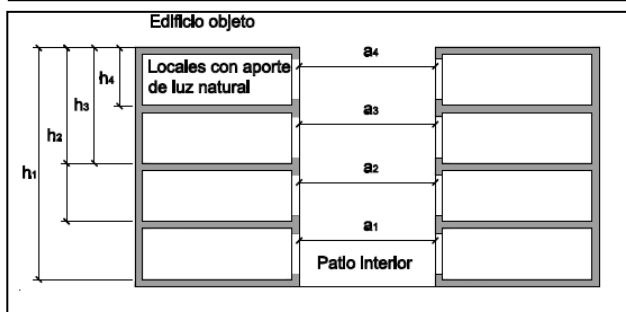 Edificio objeto
Locales con aporte
de luz natural
h4
h3
h2
h1
a4
a3
a2
a1
Patio Interior